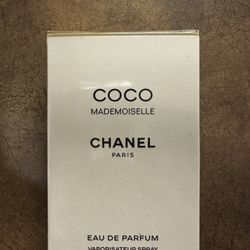 COCO
MADEMOISELLE
CHANEL
PARIS
EAU DE PARFUM
VAPORISATEUR SPRAY